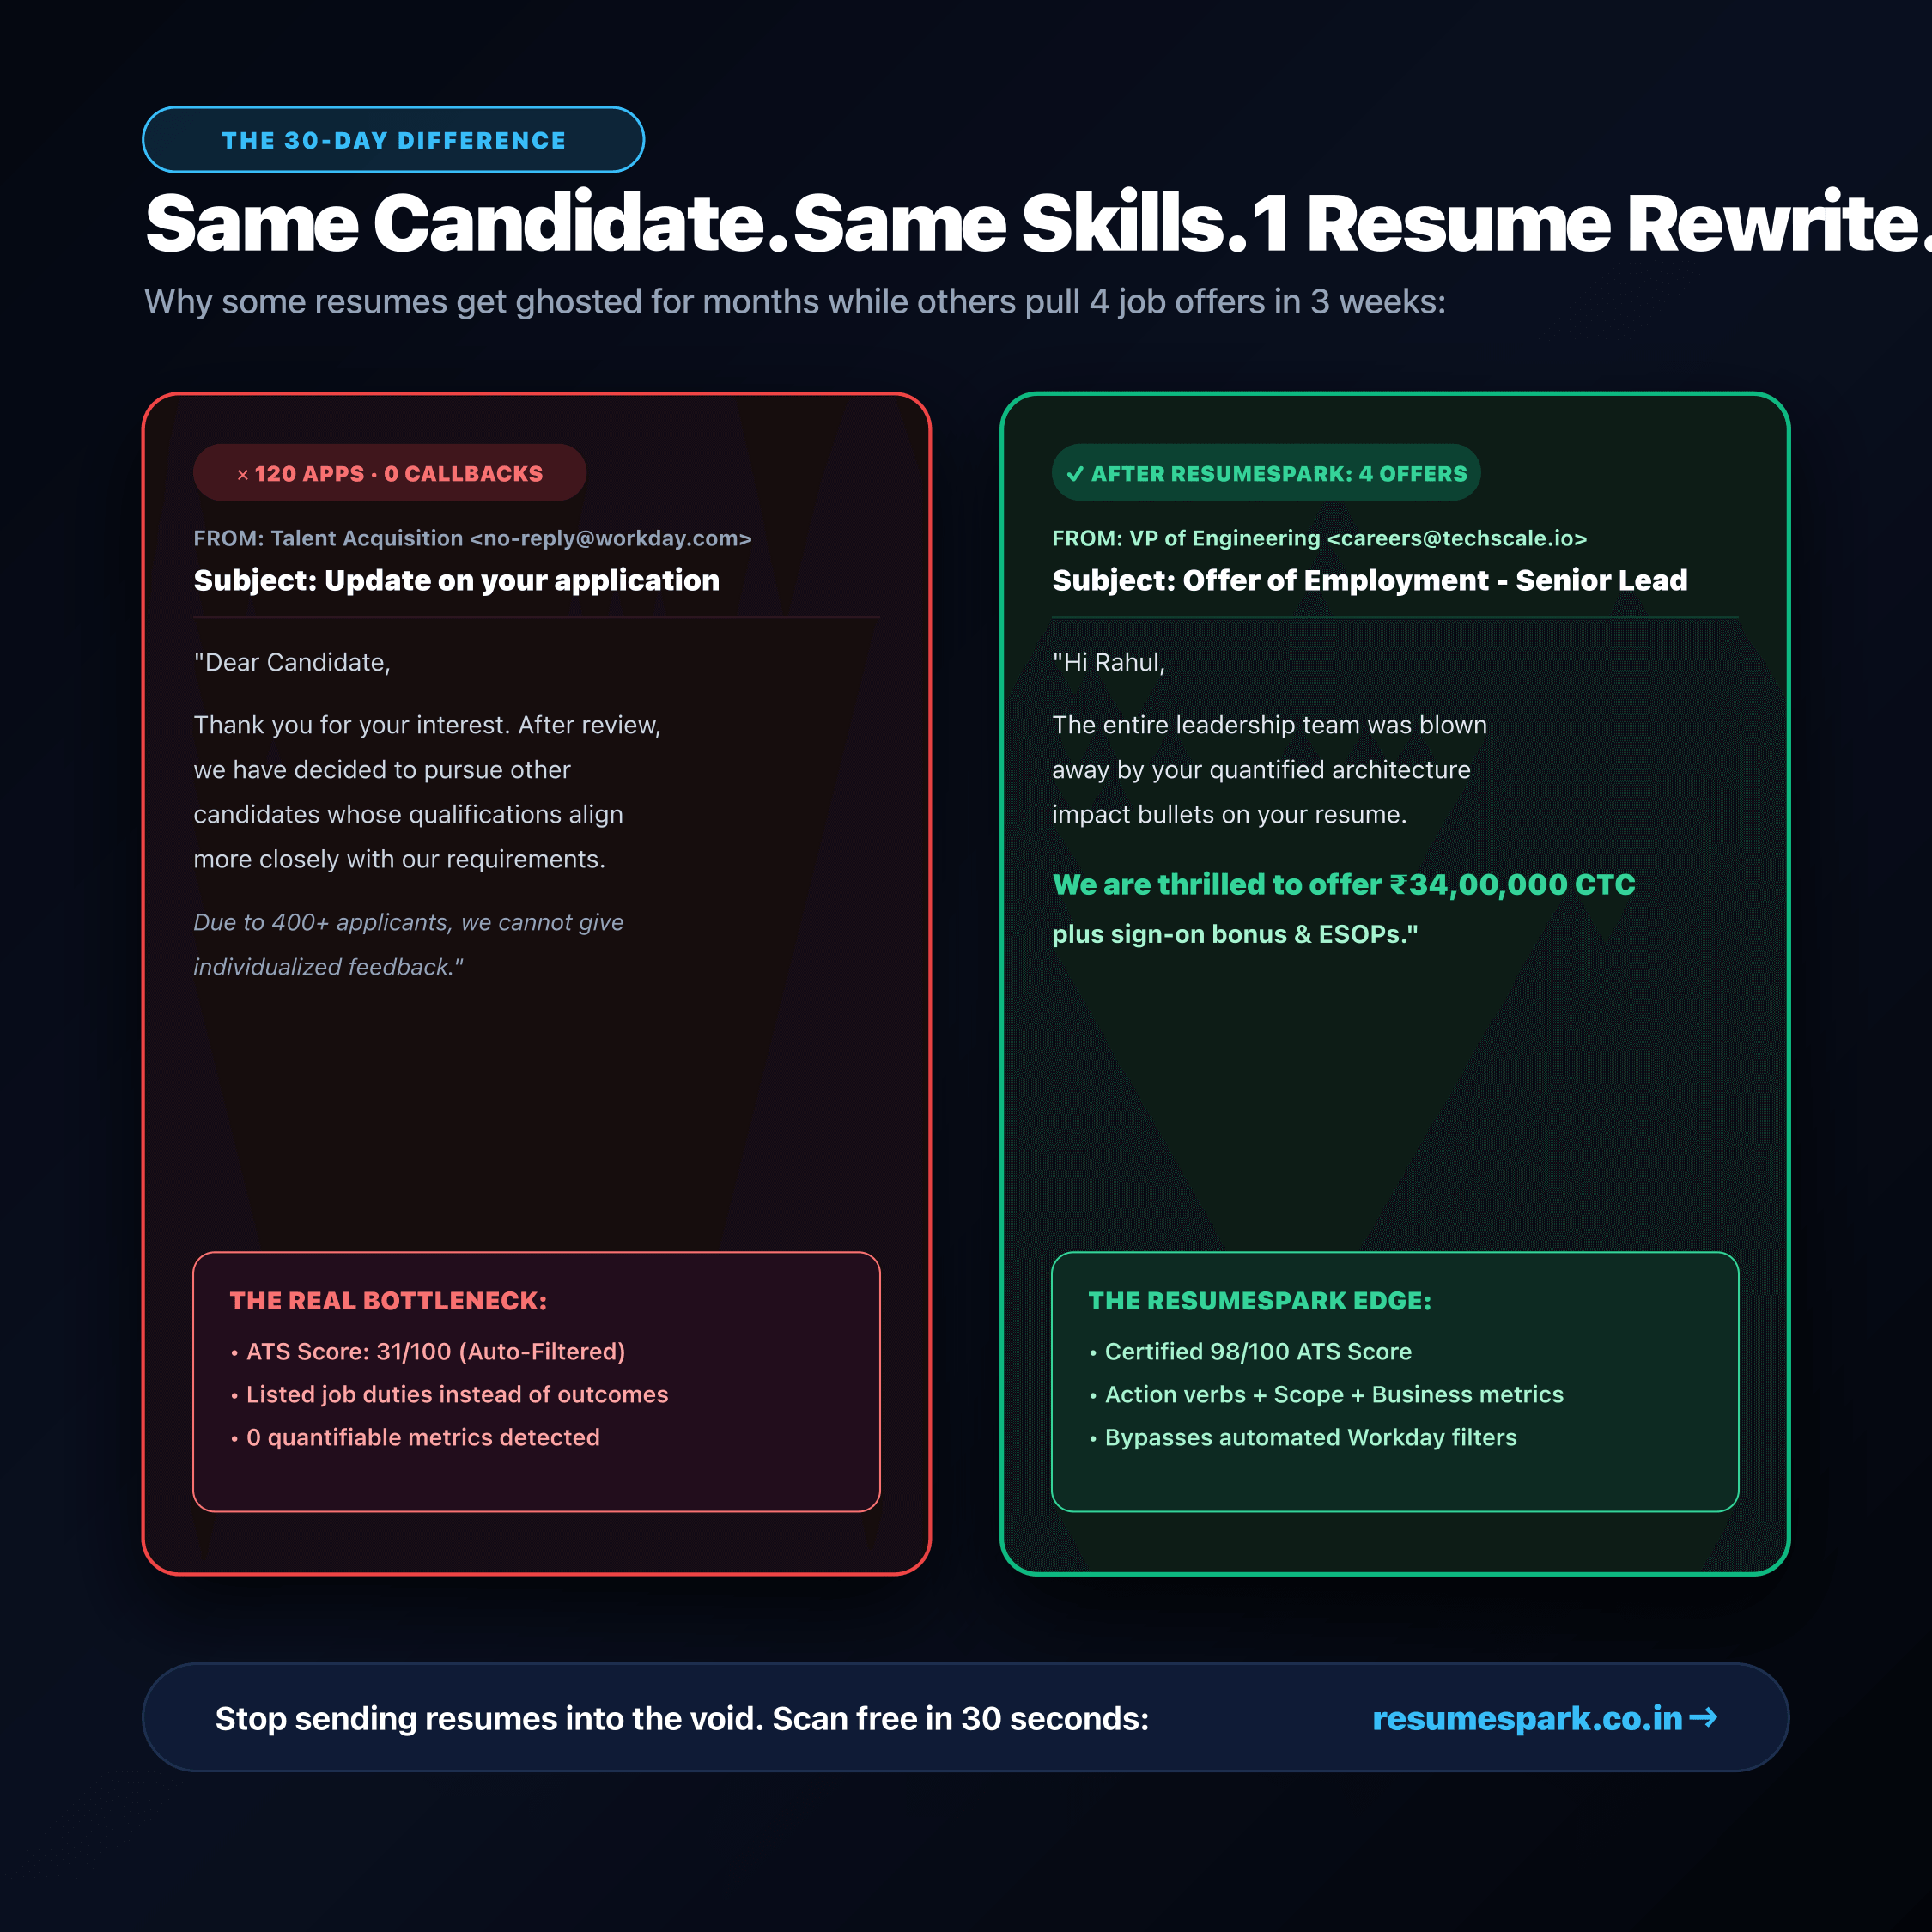 THE 30-DAY DIFFERENCE
Same Candidate.Same Skills.1 Resume Rewrite.
Why some resumes get ghosted for months while others pull 4 job offers in 3 weeks:
× 120 APPS · 0 CALLBACKS
FROM: Talent Acquisition <no-reply@workday.com>
Subject: Update on your application
"Dear Candidate,
Thank you for your interest. After review,
we have decided to pursue other
candidates whose qualifications align
more closely with our requirements.
Due to 400+ applicants, we cannot give
individualized feedback."
THE REAL BOTTLENECK:
• ATS Score: 31/100 (Auto-Filtered)
• Listed job duties instead of outcomes
• 0 quantifiable metrics detected
✓ AFTER RESUMESPARK: 4 OFFERS
FROM: VP of Engineering <careers@techscale.io>
Subject: Offer of Employment - Senior Lead
"Hi Rahul,
The entire leadership team was blown
away by your quantified architecture
impact bullets on your resume.
We are thrilled to offer ₹34,00,000 CTC
plus sign-on bonus & ESOPs."
THE RESUMESPARK EDGE:
• Certified 98/100 ATS Score
• Action verbs + Scope + Business metrics
• Bypasses automated Workday filters
Stop sending resumes into the void. Scan free in 30 seconds:
resumespark.co.in →